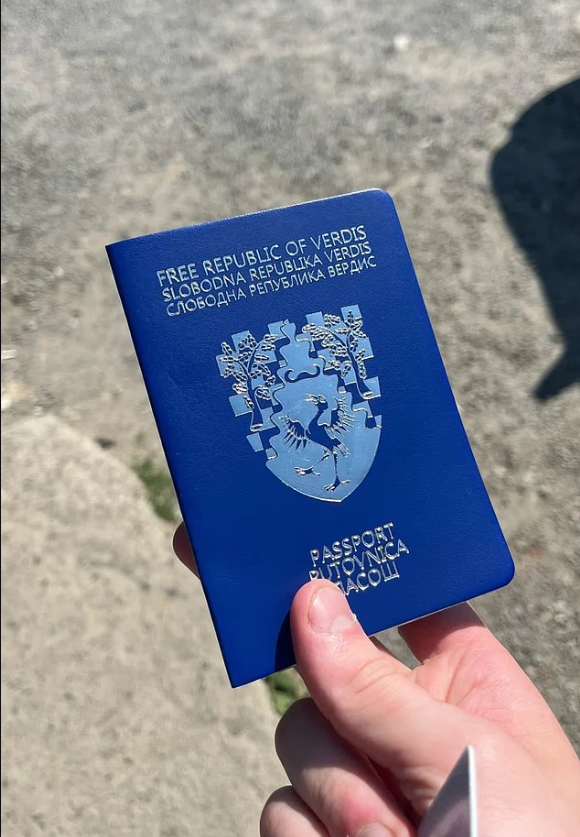 FREE REPUBLIC OF VERDIS
SLOBODNA REPUBLIKA VERDIS
СЛОБОДНА РЕПУБЛИКА ВЕРДИС
PASSPORT
PUTOVNICA